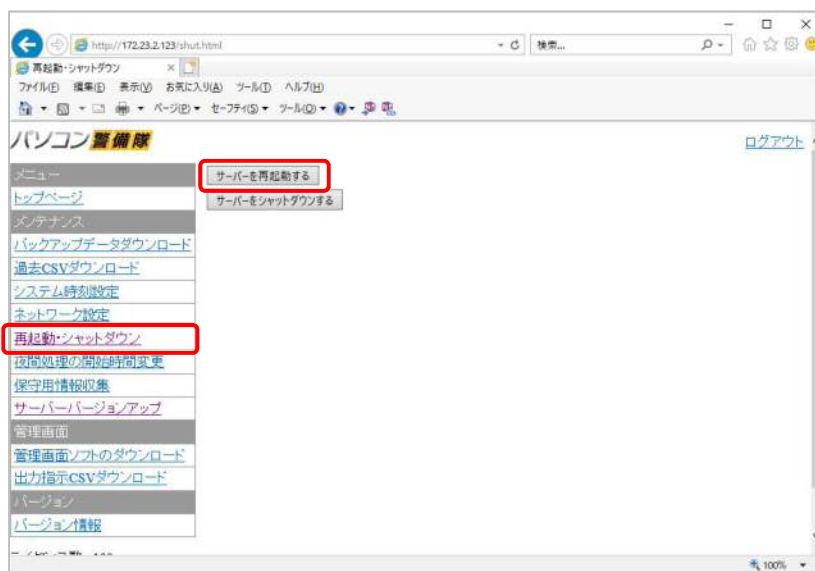 http://172.23.2.123/shut.html
検索...
再起動・シャットダウン
ファイル(F) 編集(E) 表示(V) お気に入り(A) ツール(T) ヘルプ(H)
ページ(P) セーフティ(S) ツール(O)
パソコン警備隊
ログアウト
メニュー
サーバーを再起動する
トップページ
サーバーをシャットダウンする
メンテナンス
バックアップデータダウンロード
過去CSVダウンロード
システム時刻設定
ネットワーク設定
再起動・シャットダウン
夜間処理の開始時間変更
保守用情報収集
サーバーバージョンアップ
管理画面
管理画面ソフトのダウンロード
出力指示CSVダウンロード
バージョン
バージョン情報
100%